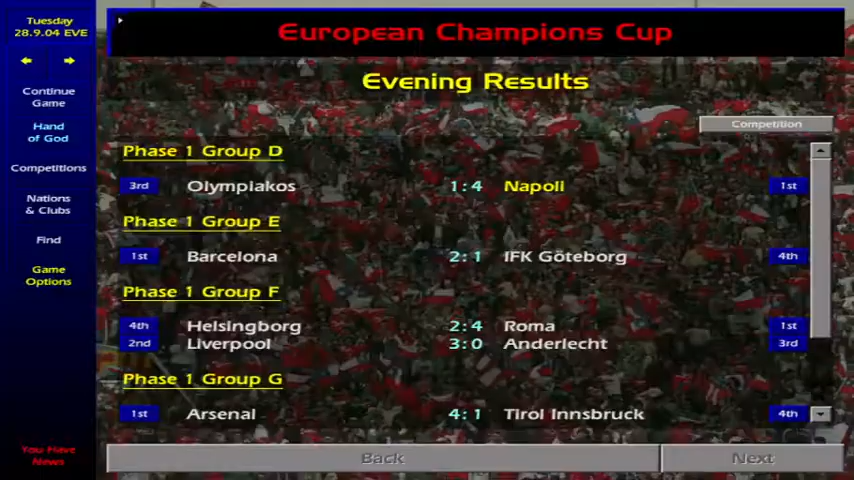 Tuesday
28.9.04 EVE
European Champions Cup
Evening Results
Continue
Game
Hand
of God
Competitions
Nations
& Clubs
Find
Game
Options
You Have
News
Competition
Phase 1 Group D
3rd Olympiakos 1:4 Napoli 1st
Phase 1 Group E
1st Barcelona 2:1 IFK Göteborg 4th
Phase 1 Group F
4th Helsingborg 2:4 Roma 1st
2nd Liverpool 3:0 Anderlecht 3rd
Phase 1 Group G
1st Arsenal 4:1 Tirol Innsbruck 4th
Back Next